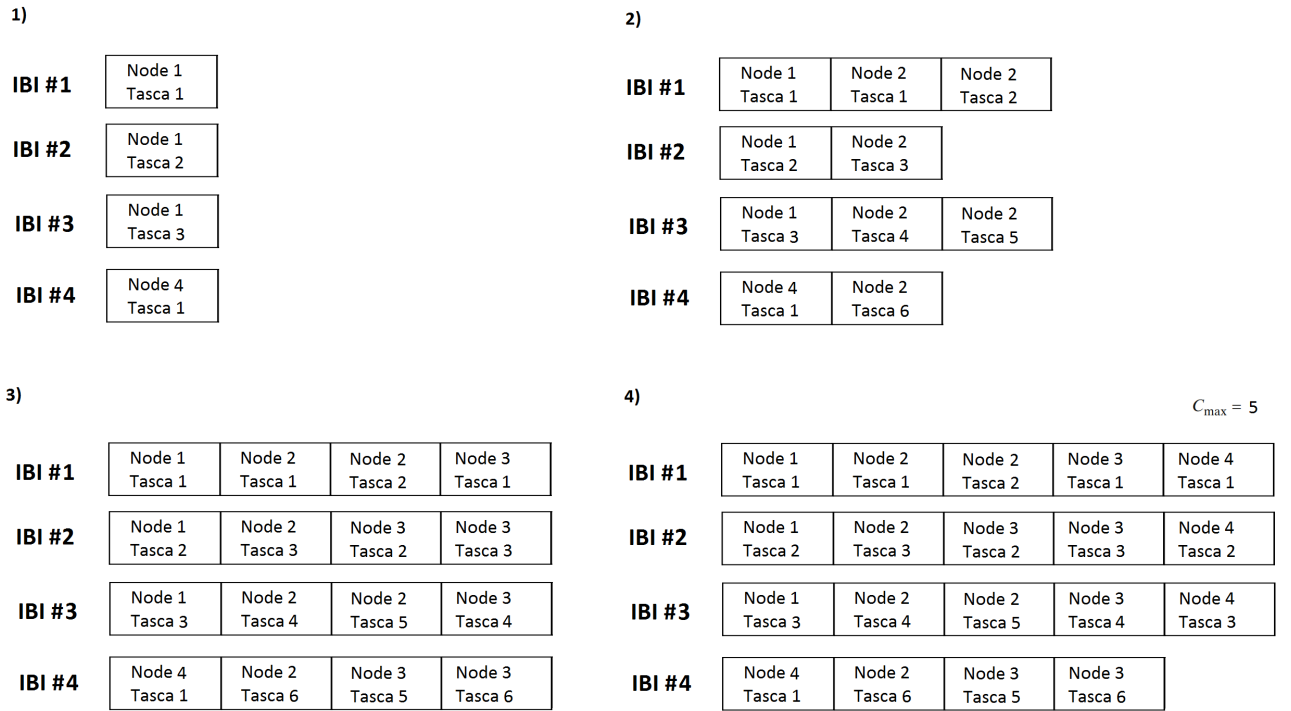 1)
IBI #1
Node 1
Tasca 1
IBI #2
Node 1
Tasca 2
IBI #3
Node 1
Tasca 3
IBI #4
Node 4
Tasca 1
2)
IBI #1
Node 1 Node 2 Node 2
Tasca 1 Tasca 1 Tasca 2
IBI #2
Node 1 Node 2
Tasca 2 Tasca 3
IBI #3
Node 1 Node 2 Node 2
Tasca 3 Tasca 4 Tasca 5
IBI #4
Node 4 Node 2
Tasca 1 Tasca 6
3)
IBI #1
Node 1 Node 2 Node 2 Node 3
Tasca 1 Tasca 1 Tasca 2 Tasca 1
IBI #2
Node 1 Node 2 Node 3 Node 3
Tasca 2 Tasca 3 Tasca 2 Tasca 3
IBI #3
Node 1 Node 2 Node 2 Node 3
Tasca 3 Tasca 4 Tasca 5 Tasca 4
IBI #4
Node 4 Node 2 Node 3 Node 3
Tasca 1 Tasca 6 Tasca 5 Tasca 6
4)
Cmax = 5
IBI #1
Node 1 Node 2 Node 2 Node 3 Node 4
Tasca 1 Tasca 1 Tasca 2 Tasca 1 Tasca 1
IBI #2
Node 1 Node 2 Node 3 Node 3 Node 4
Tasca 2 Tasca 3 Tasca 2 Tasca 3 Tasca 2
IBI #3
Node 1 Node 2 Node 2 Node 3 Node 4
Tasca 3 Tasca 4 Tasca 5 Tasca 4 Tasca 3
IBI #4
Node 4 Node 2 Node 3 Node 3
Tasca 1 Tasca 6 Tasca 5 Tasca 6